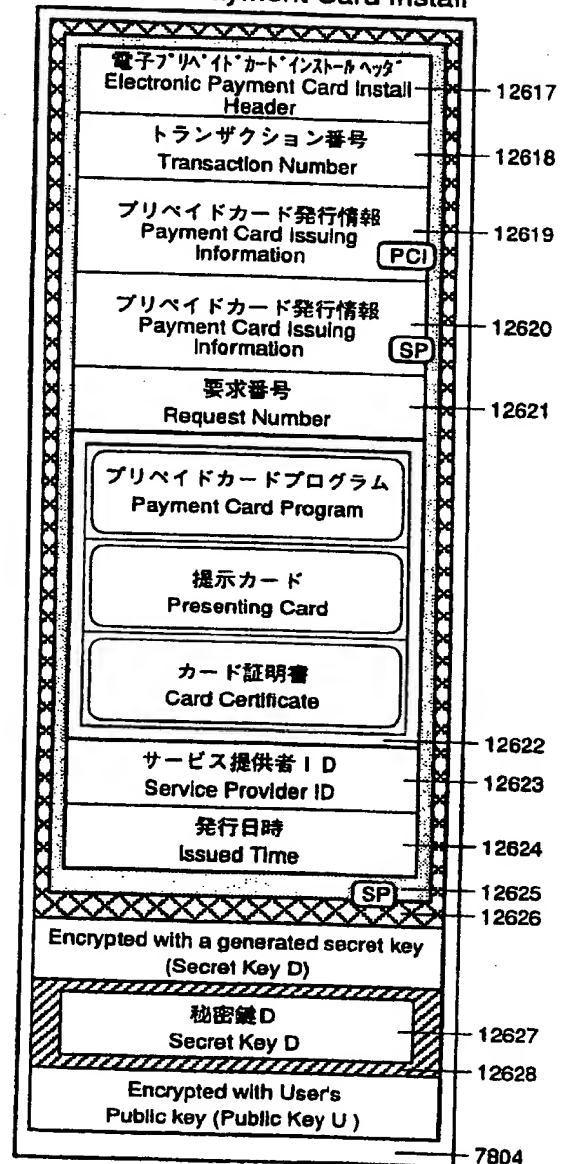 Payment Card Install
電子プリペイドカードインストールヘッダ
Electronic Payment Card Install
Header
12617
トランザクション番号
Transaction Number
12618
プリペイドカード発行情報
Payment Card Issuing
Information
PCI
12619
プリペイドカード発行情報
Payment Card Issuing
Information
SP
12620
要求番号
Request Number
12621
プリペイドカードプログラム
Payment Card Program
提示カード
Presenting Card
カード証明書
Card Certificate
12622
サービス提供者ID
Service Provider ID
12623
発行日時
Issued Time
12624
SP
12625
12626
Encrypted with a generated secret key
(Secret Key D)
秘密鍵D
Secret Key D
12627
12628
Encrypted with User's
Public key (Public Key U )
7804